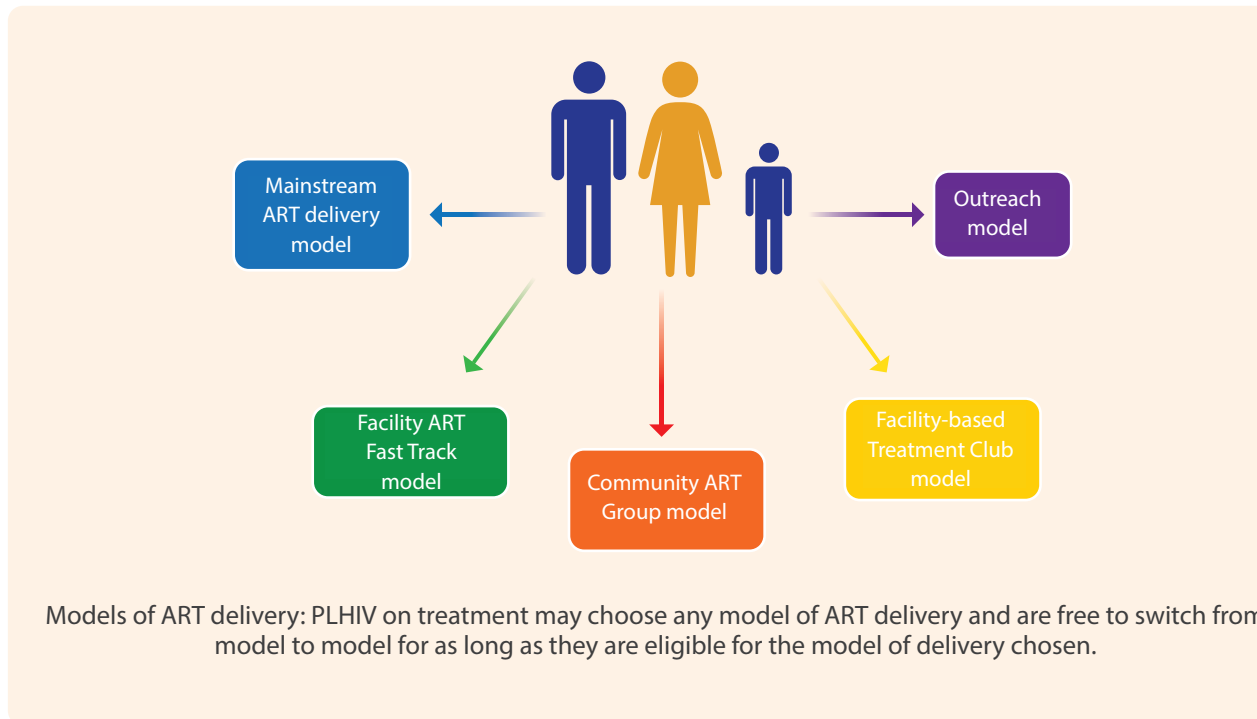 Mainstream
ART delivery
model
Outreach
model
Facility ART
Fast Track
model
Community ART
Group model
Facility-based
Treatment Club
model
Models of ART delivery: PLHIV on treatment may choose any model of ART delivery and are free to switch from
model to model for as long as they are eligible for the model of delivery chosen.